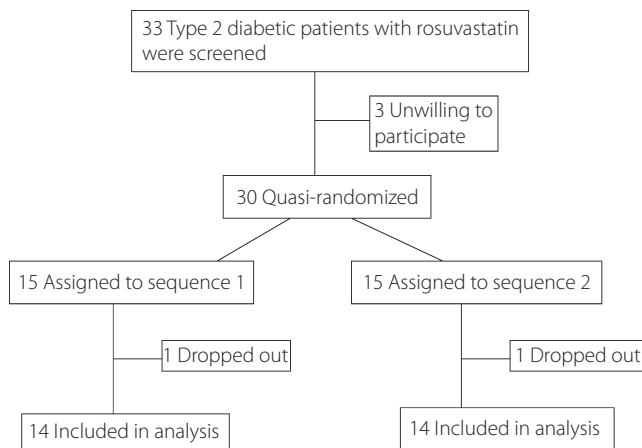 33 Type 2 diabetic patients with rosuvastatin
were screened
3 Unwilling to
participate
30 Quasi-randomized
15 Assigned to sequence 1
15 Assigned to sequence 2
1 Dropped out
1 Dropped out
14 Included in analysis
14 Included in analysis